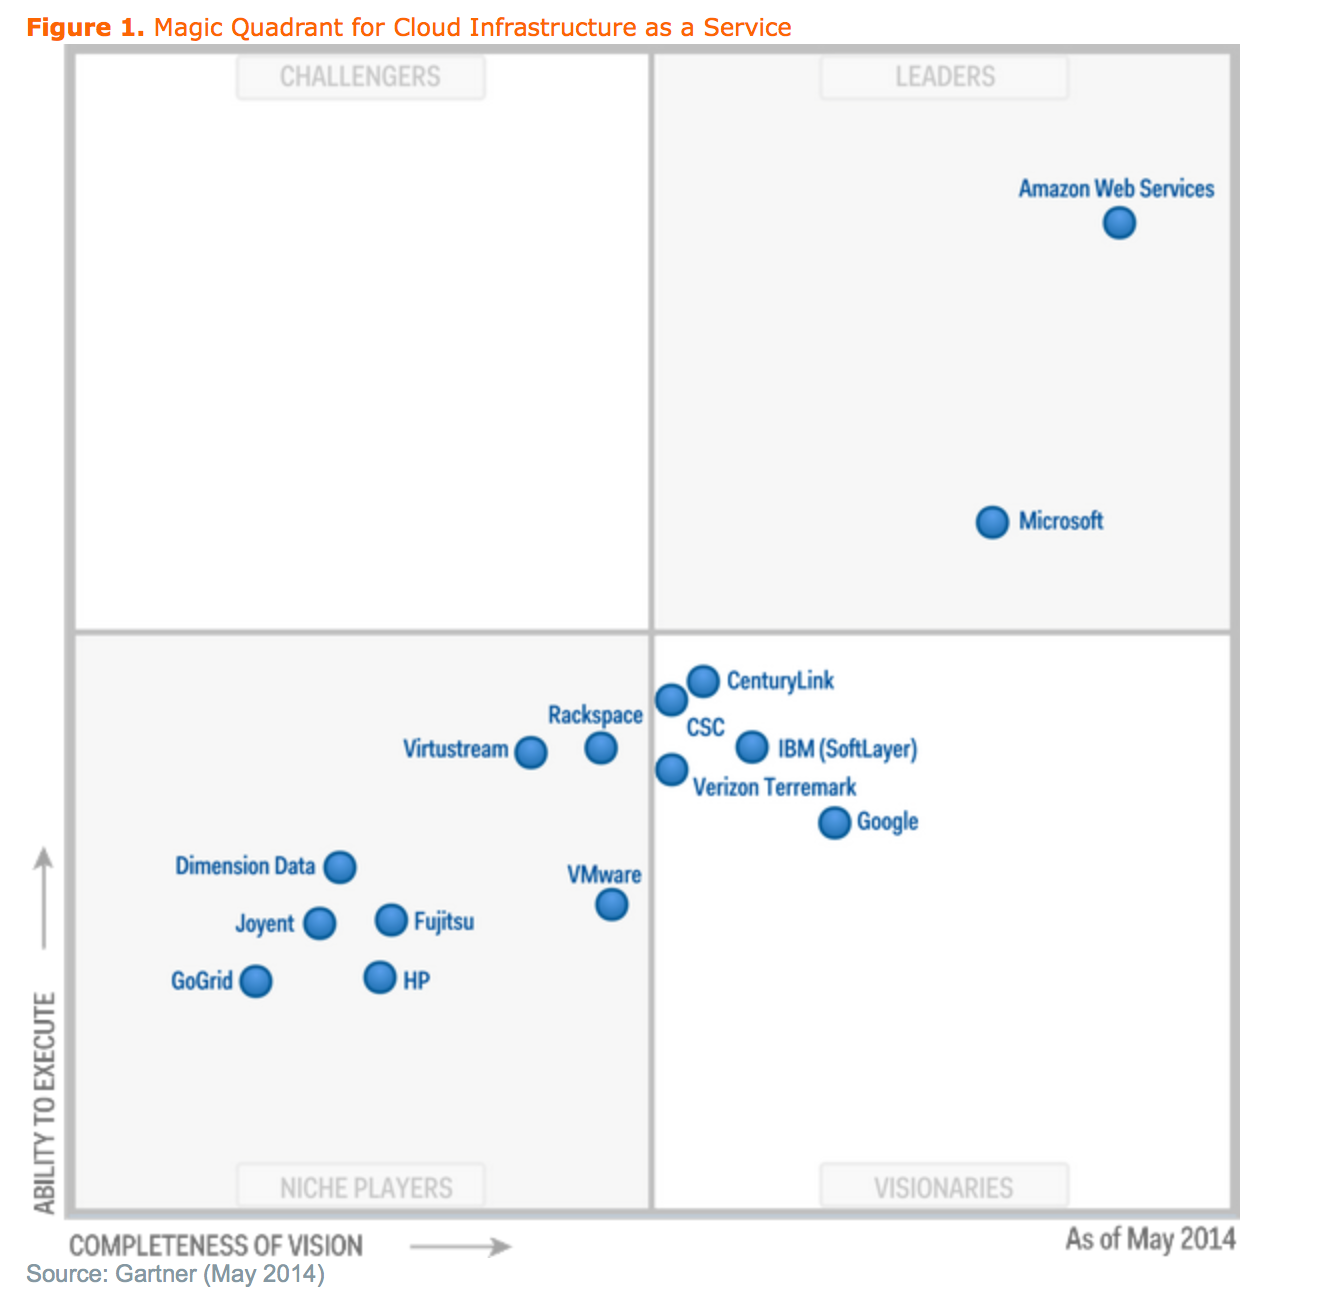 Figure 1. Magic Quadrant for Cloud Infrastructure as a Service
CHALLENGERS
LEADERS
Amazon Web Services
Microsoft
CenturyLink
Rackspace
CSC
Virtustream
IBM (SoftLayer)
Verizon Terremark
Google
Dimension Data
VMware
Joyent
Fujitsu
GoGrid
HP
ABILITY TO EXECUTE
NICHE PLAYERS
VISIONARIES
COMPLETENESS OF VISION
As of May 2014
Source: Gartner (May 2014)